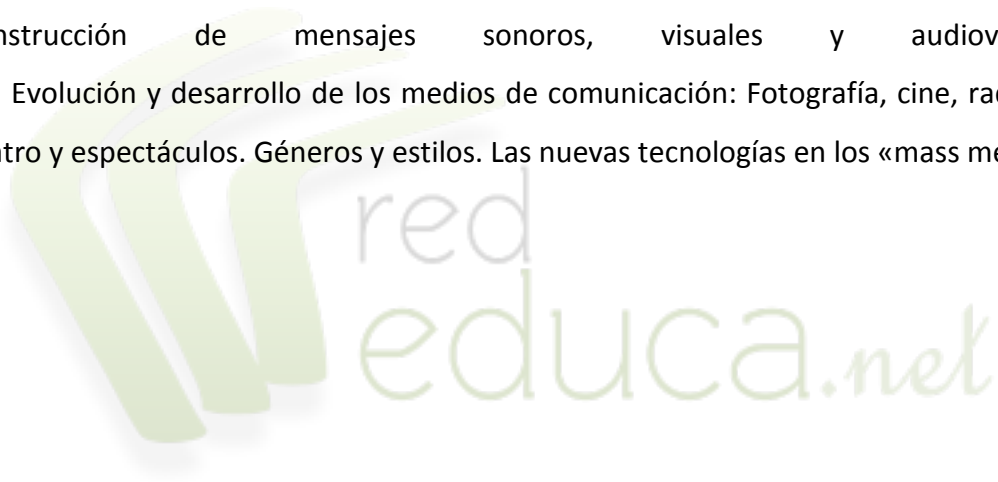 nstrucción de mensajes sonoros, visuales y audiov
Evolución y desarrollo de los medios de comunicación: Fotografía, cine, rad
tro y espectáculos. Géneros y estilos. Las nuevas tecnologías en los «mass me
red
educa.net